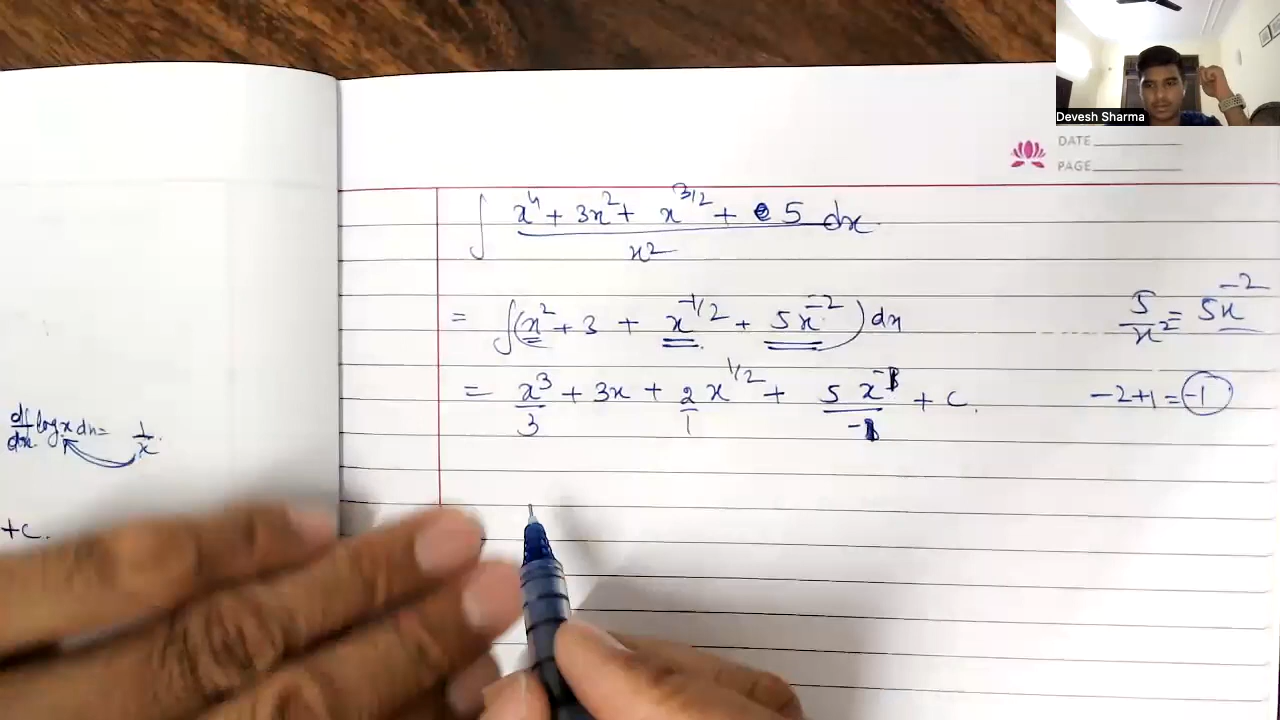 Devesh Sharma
DATE
PAGE
∫ x⁴ + 3x² + x^3/2 + 5 dx
x²
= ∫(x² + 3 + x^-1/2 + 5x^-2) dx
5/x² = 5x^-2
= x³/3 + 3x + 2/1 x^1/2 + 5x^-1/-1 + c.
-2+1 = -1
d/dx log x dx = 1/x.
+c.